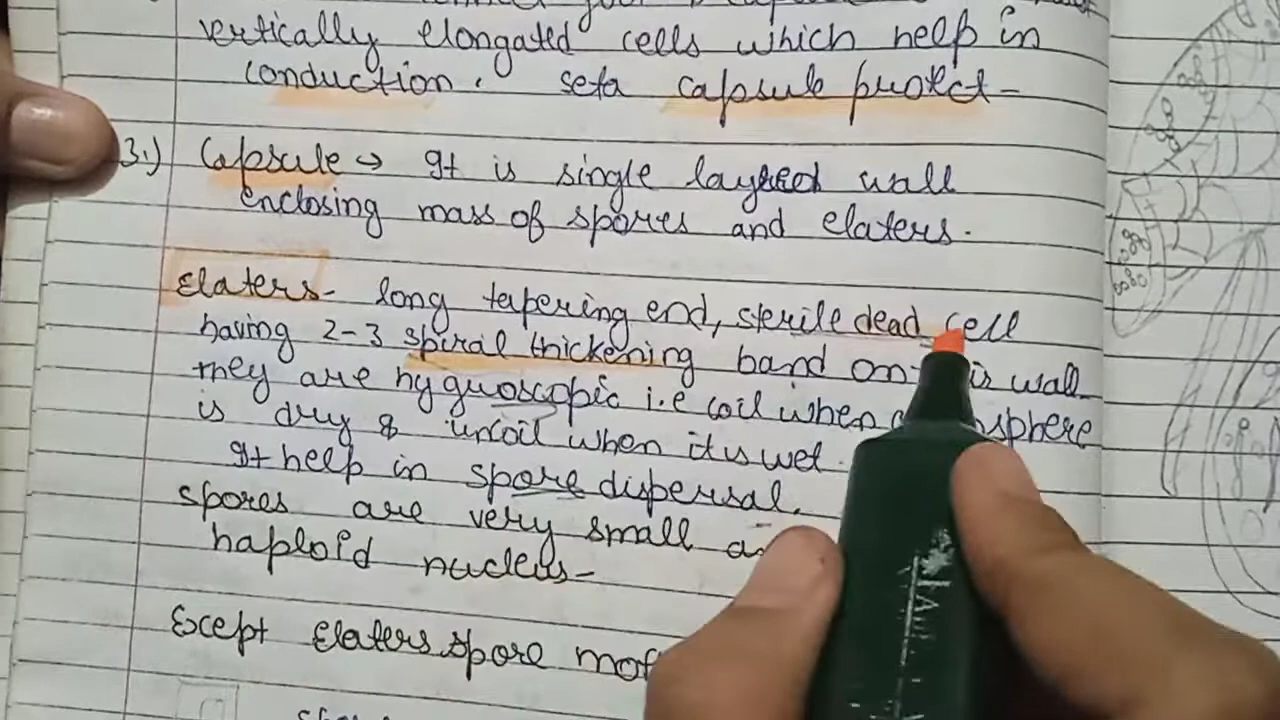 vertically elongated cells which help in
conduction. seta capsule protect-
3.) Capsule → It is single layered wall
enclosing mass of spores and elaters.
Elaters- long tapering end, sterile dead cell
having 2-3 spiral thickening band on is wall
They are hygroscopic i.e coil when sphere
is dry & uncoil when it is wet.
It help in spore dispersal.
spores are very small
haploid nucleus-
Except Elaters spore